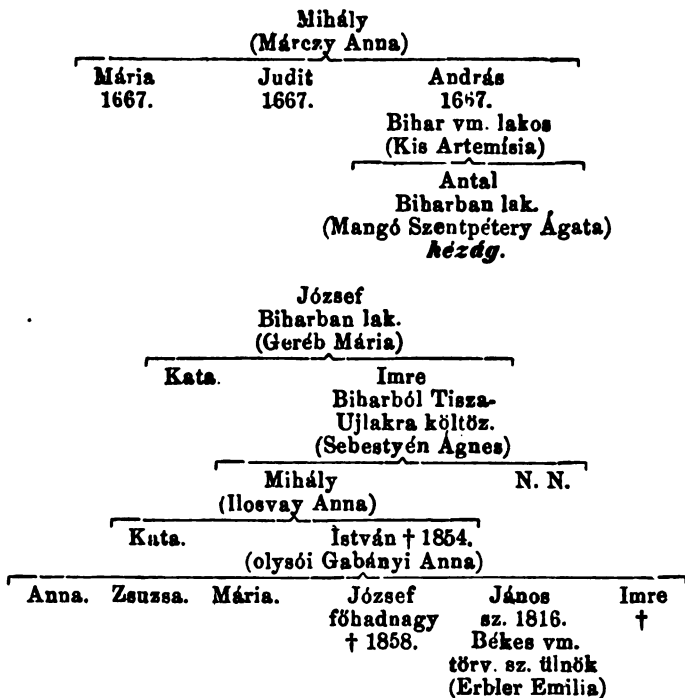 Mihály
(Márczy Anna)
Mária Judit András
1667. 1667. 1667.
Bihar vm. lakos
(Kis Artemísia)
Antal
Biharban lak.
(Mangó Szentpétery Ágata)
hézág.
József
Biharban lak.
(Geréb Mária)
Kata. Imre
Biharból Tisza-
Ujlakra költöz.
(Sebestyén Ágnes)
Mihály N. N.
(Ilosvay Anna)
Kata. István † 1854.
(olysói Gabányi Anna)
Anna. Zsuzsa. Mária. József János Imre
főhadnagy sz. 1816. †
† 1858. Békes vm.
törv. sz. ülnök
(Erbler Emilia)